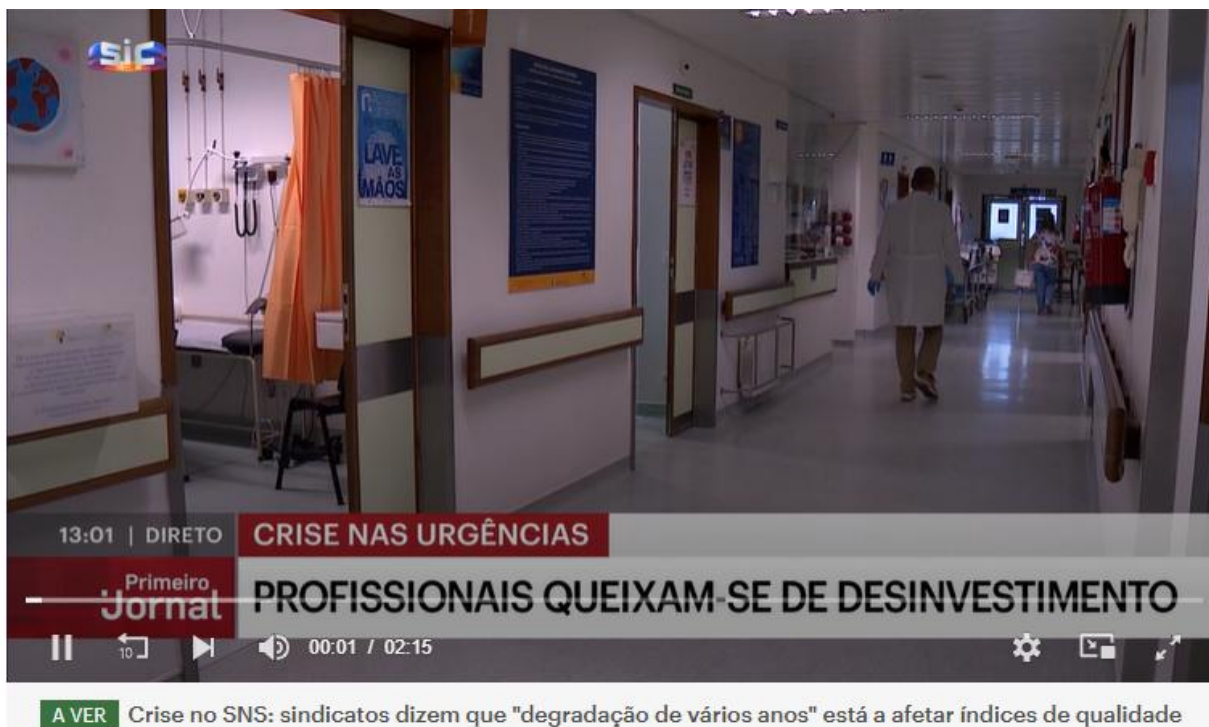 SiC
LAVE
AS
MÃOS
13:01 | DIRETO
CRISE NAS URGÊNCIAS
Primeiro
Jornal
PROFISSIONAIS QUEIXAM-SE DE DESINVESTIMENTO
10
00:01 / 02:15
A VER Crise no SNS: sindicatos dizem que "degradação de vários anos" está a afetar índices de qualidade